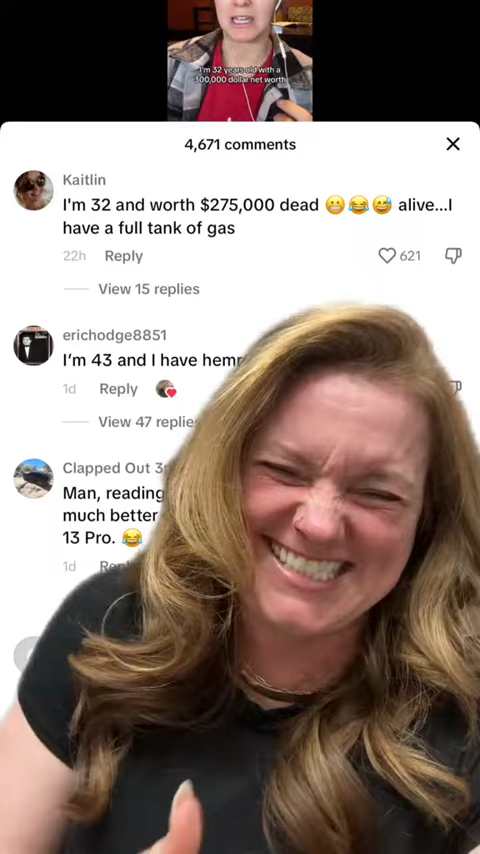 I'm 32 years old with a
300,000 dollar net worth
4,671 comments
Kaitlin
I'm 32 and worth $275,000 dead 😬😂😅 alive...I
have a full tank of gas
22h Reply 621
View 15 replies
erichodge8851
I'm 43 and I have
1d Reply
View 47
Clapped Out
Man, reading
much better
13 Pro. 😂
1d